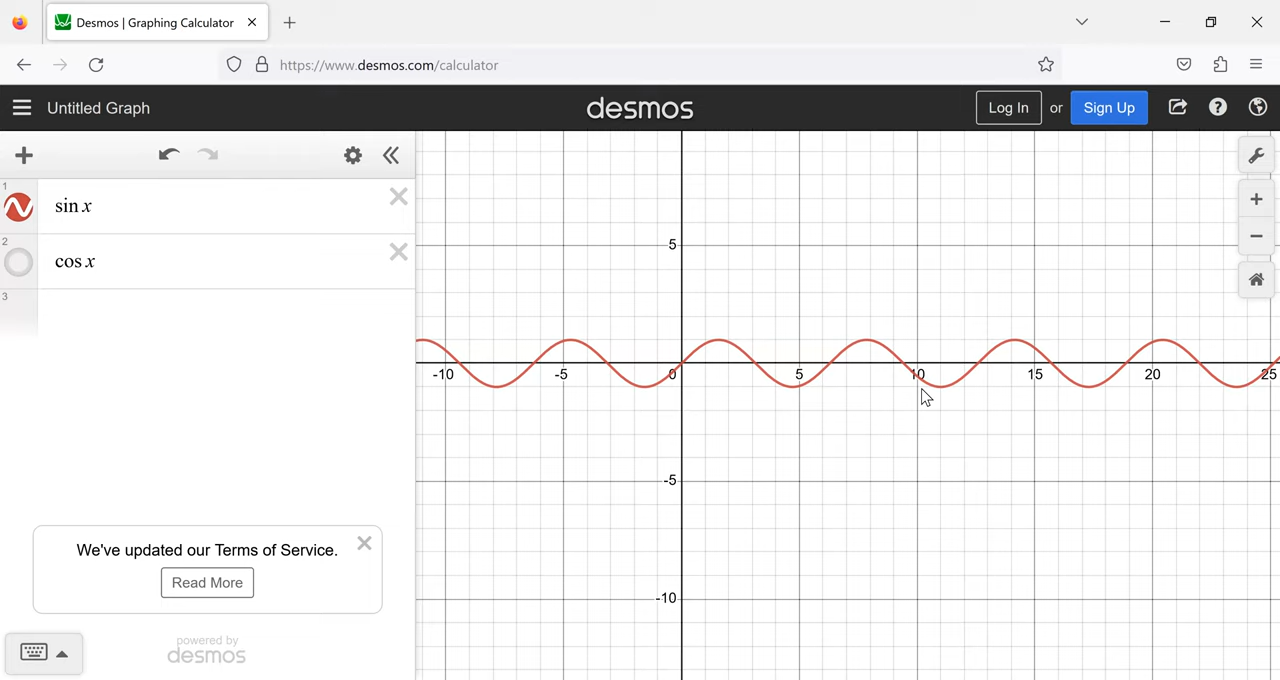 Desmos | Graphing Calculator
https://www.desmos.com/calculator
Untitled Graph
desmos
Log In or Sign Up
1
sin x
2
cos x
3
5
-10 -5 0 5 10 15 20 25
-5
-10
We've updated our Terms of Service.
Read More
powered by
desmos